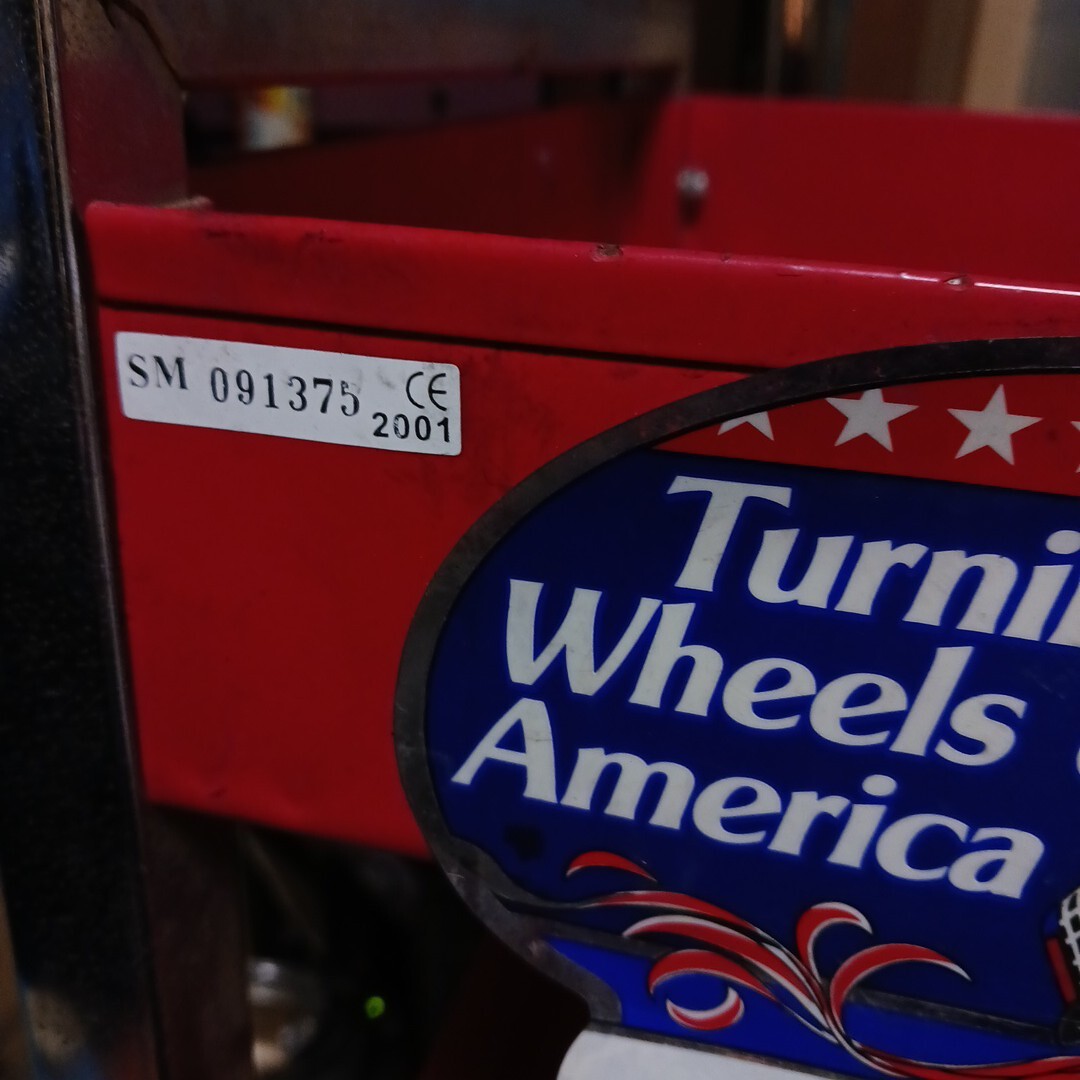 SM 091375 CE
2001
Turni
Wheels
America